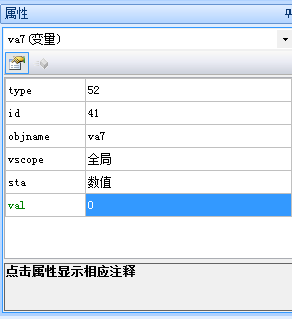 属性
va7(变量)
type 52
id 41
objname va7
vscope 全局
sta 数值
val 0
点击属性显示相应注释